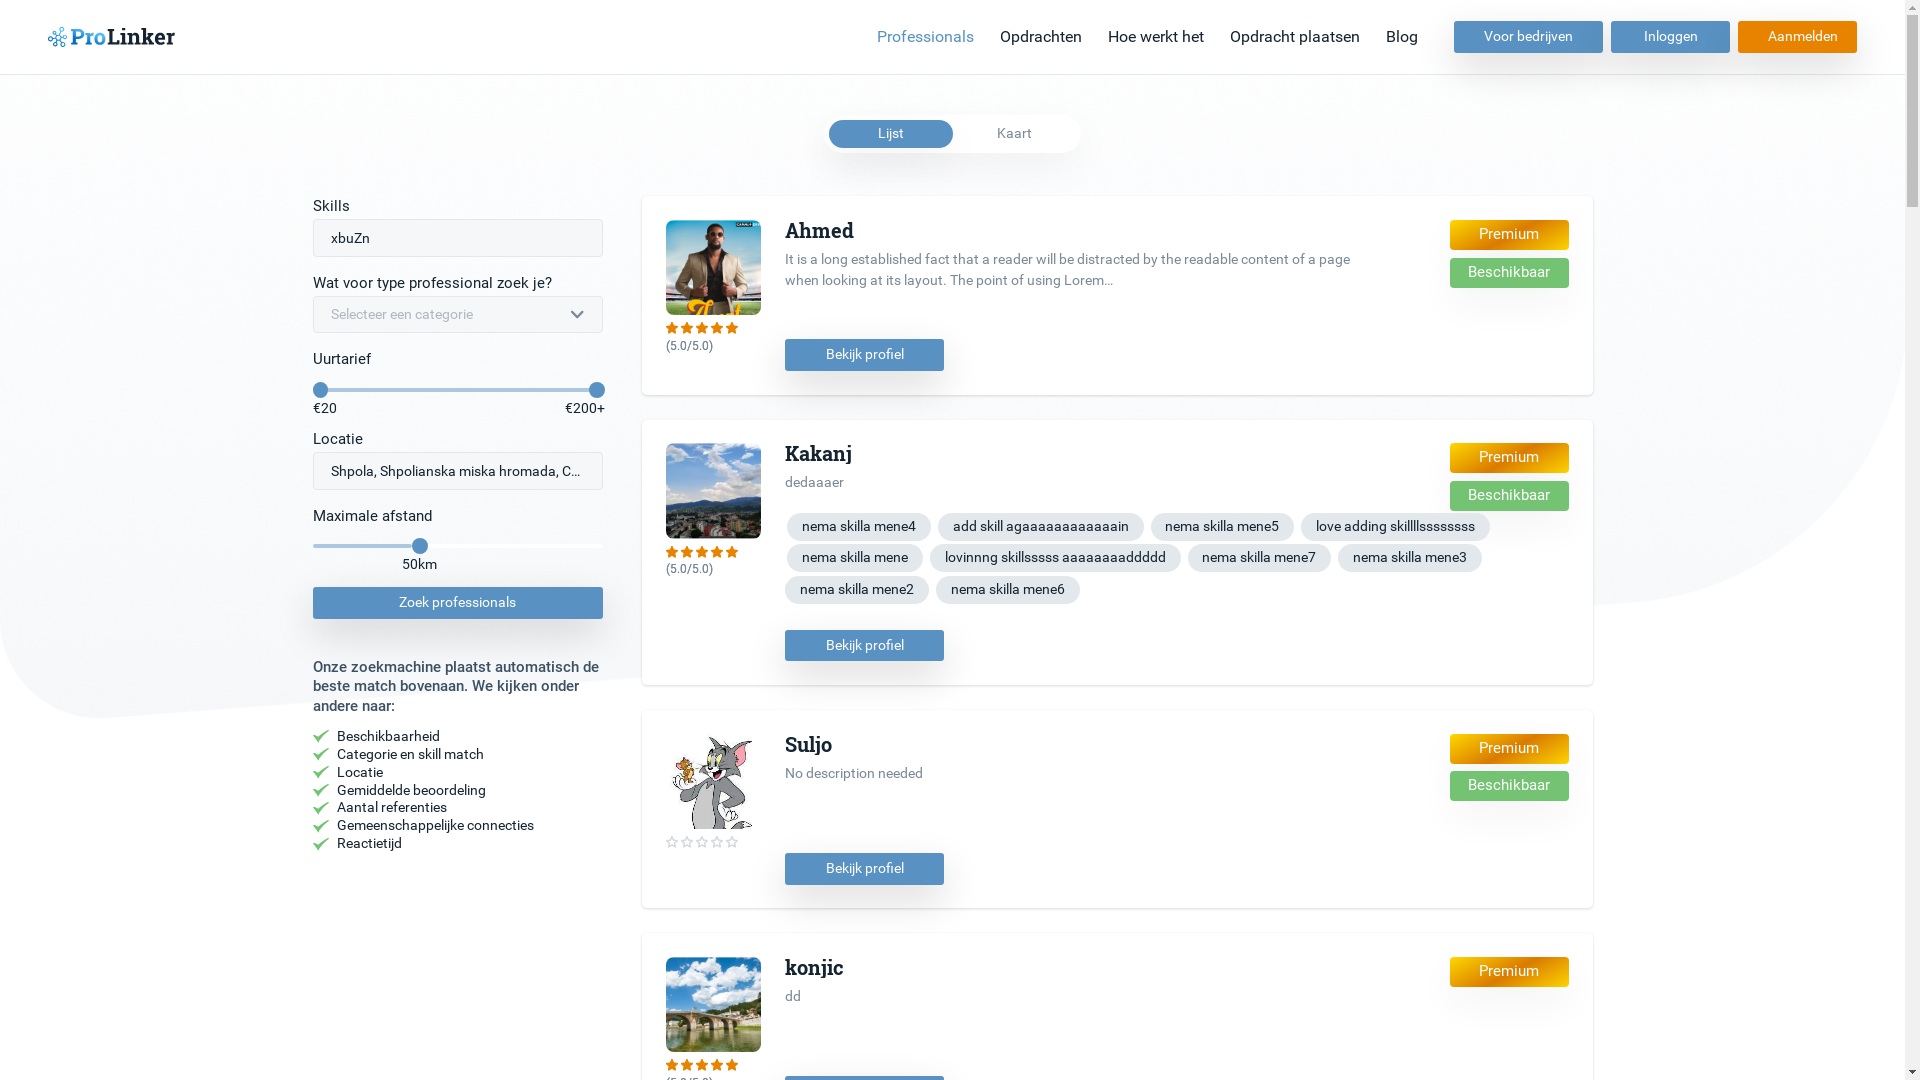 ProLinker
Professionals Opdrachten Hoe werkt het Opdracht plaatsen Blog Voor bedrijven Inloggen Aanmelden
Lijst Kaart
Skills
xbuZn
Wat voor type professional zoek je?
Selecteer een categorie
Uurtarief
€20 €200+
Locatie
Shpola, Shpolianska miska hromada, C...
Maximale afstand
50km
Zoek professionals
Onze zoekmachine plaatst automatisch de
beste match bovenaan. We kijken onder
andere naar:
Beschikbaarheid
Categorie en skill match
Locatie
Gemiddelde beoordeling
Aantal referenties
Gemeenschappelijke connecties
Reactietijd
Ahmed
It is a long established fact that a reader will be distracted by the readable content of a page
when looking at its layout. The point of using Lorem...
Premium
Beschikbaar
(5.0/5.0)
Bekijk profiel
Kakanj
dedaaaer
Premium
Beschikbaar
nema skilla mene4 add skill agaaaaaaaaaaaain nema skilla mene5 love adding skillllssssssss
nema skilla mene lovinnng skillsssss aaaaaaaaddddd nema skilla mene7 nema skilla mene3
nema skilla mene2 nema skilla mene6
(5.0/5.0)
Bekijk profiel
Suljo
No description needed
Premium
Beschikbaar
Bekijk profiel
konjic
dd
Premium